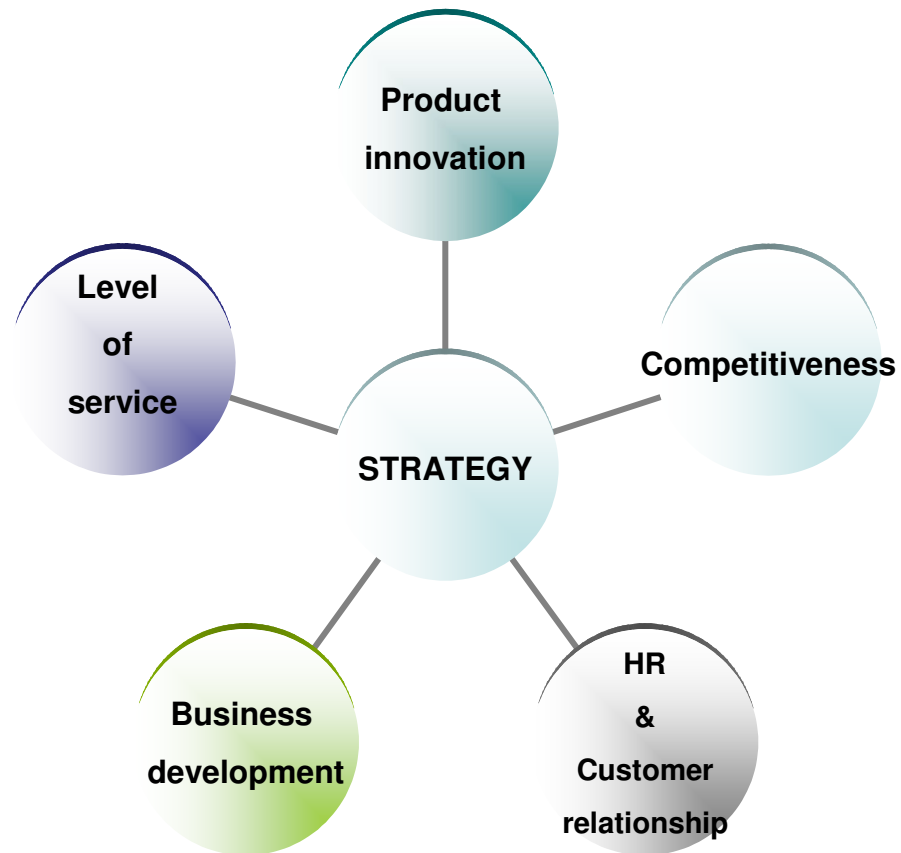 Product
innovation
Level
of
service
Competitiveness
STRATEGY
Business
development
HR
&
Customer
relationship